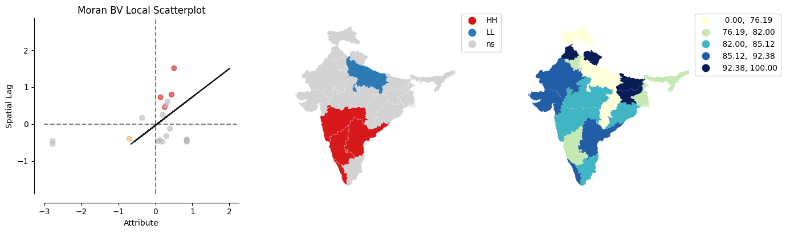 Moran BV Local Scatterplot
Spatial Lag
2
1
0
−1
−3
−2
−1
0
1
2
Attribute
HH
LL
ns
0.00, 76.19
76.19, 82.00
82.00, 85.12
85.12, 92.38
92.38, 100.00